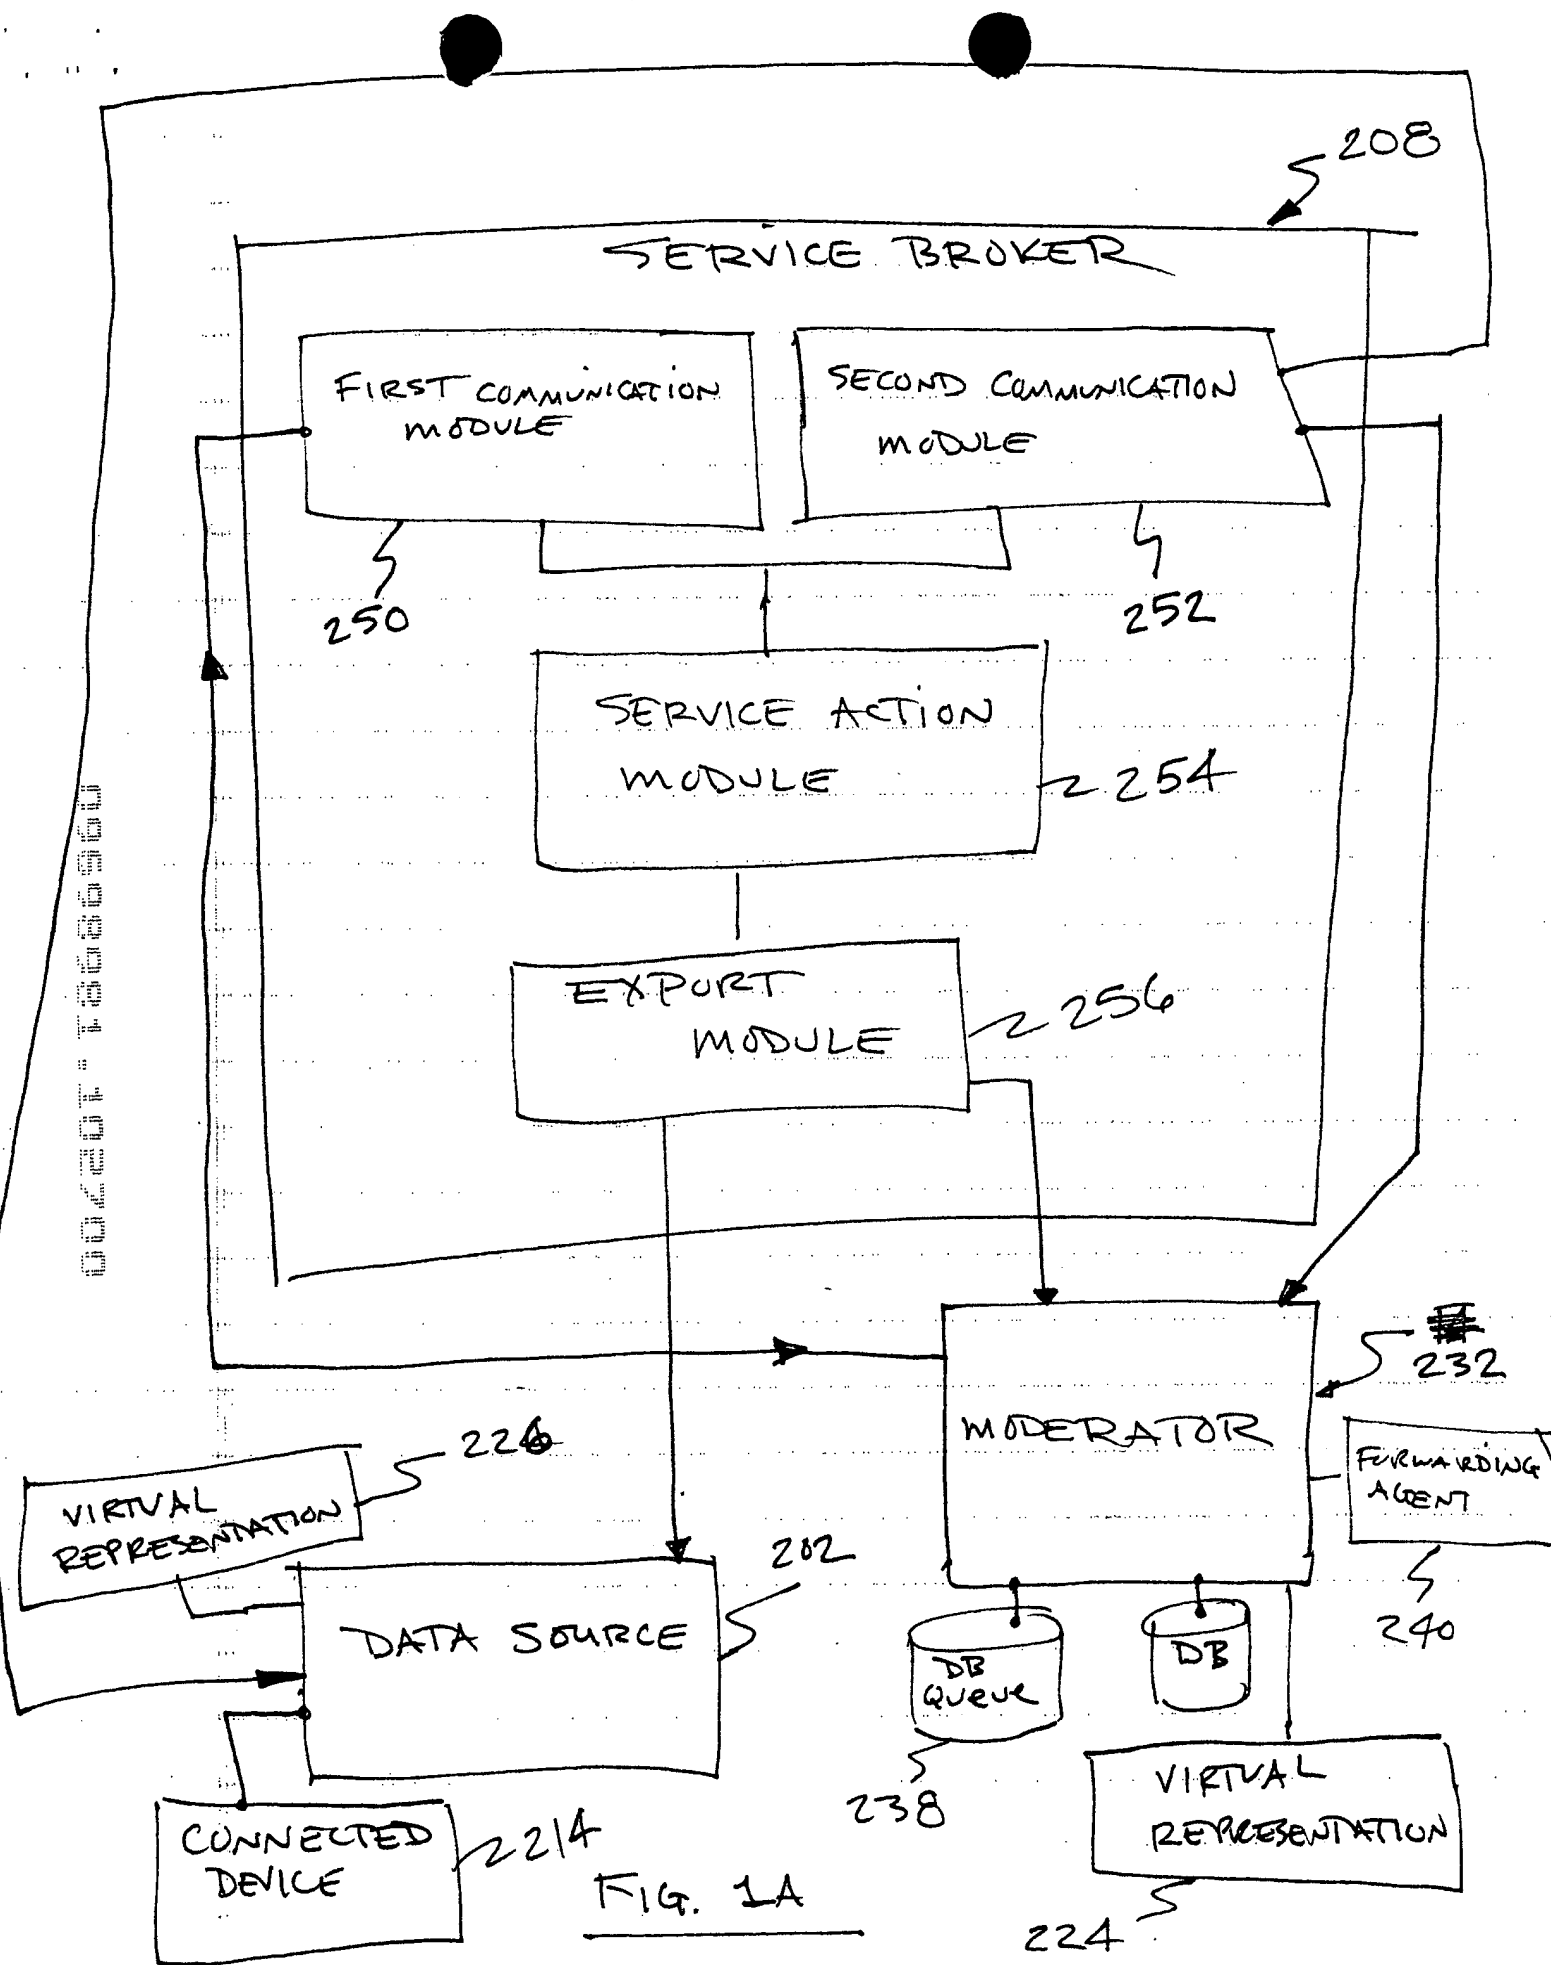 208
SERVICE BROKER
FIRST COMMUNICATION
MODULE
SECOND COMMUNICATION
MODULE
250
252
SERVICE ACTION
MODULE
254
EXPORT
MODULE
256
09698691.102700
232
MODERATOR
FORWARDING
AGENT
240
226
VIRTUAL
REPRESENTATION
202
DATA SOURCE
DB
Queue
DB
238
VIRTUAL
REPRESENTATION
224
CONNECTED
DEVICE
214
FIG. 1A